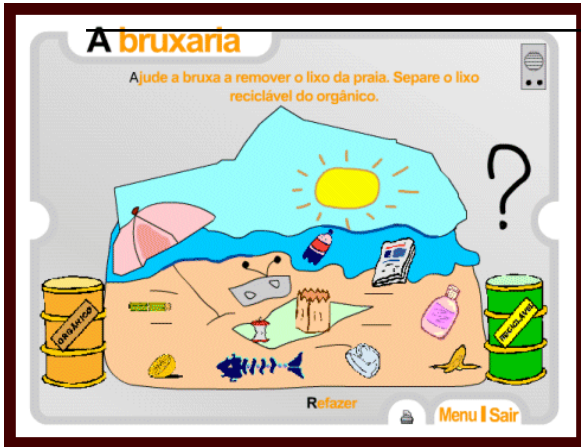 A bruxaria
Ajude a bruxa a remover o lixo da praia. Separe o lixo
reciclável do orgânico.
?
ORGÂNICO
RECICLÁVEL
Refazer
Menu | Sair